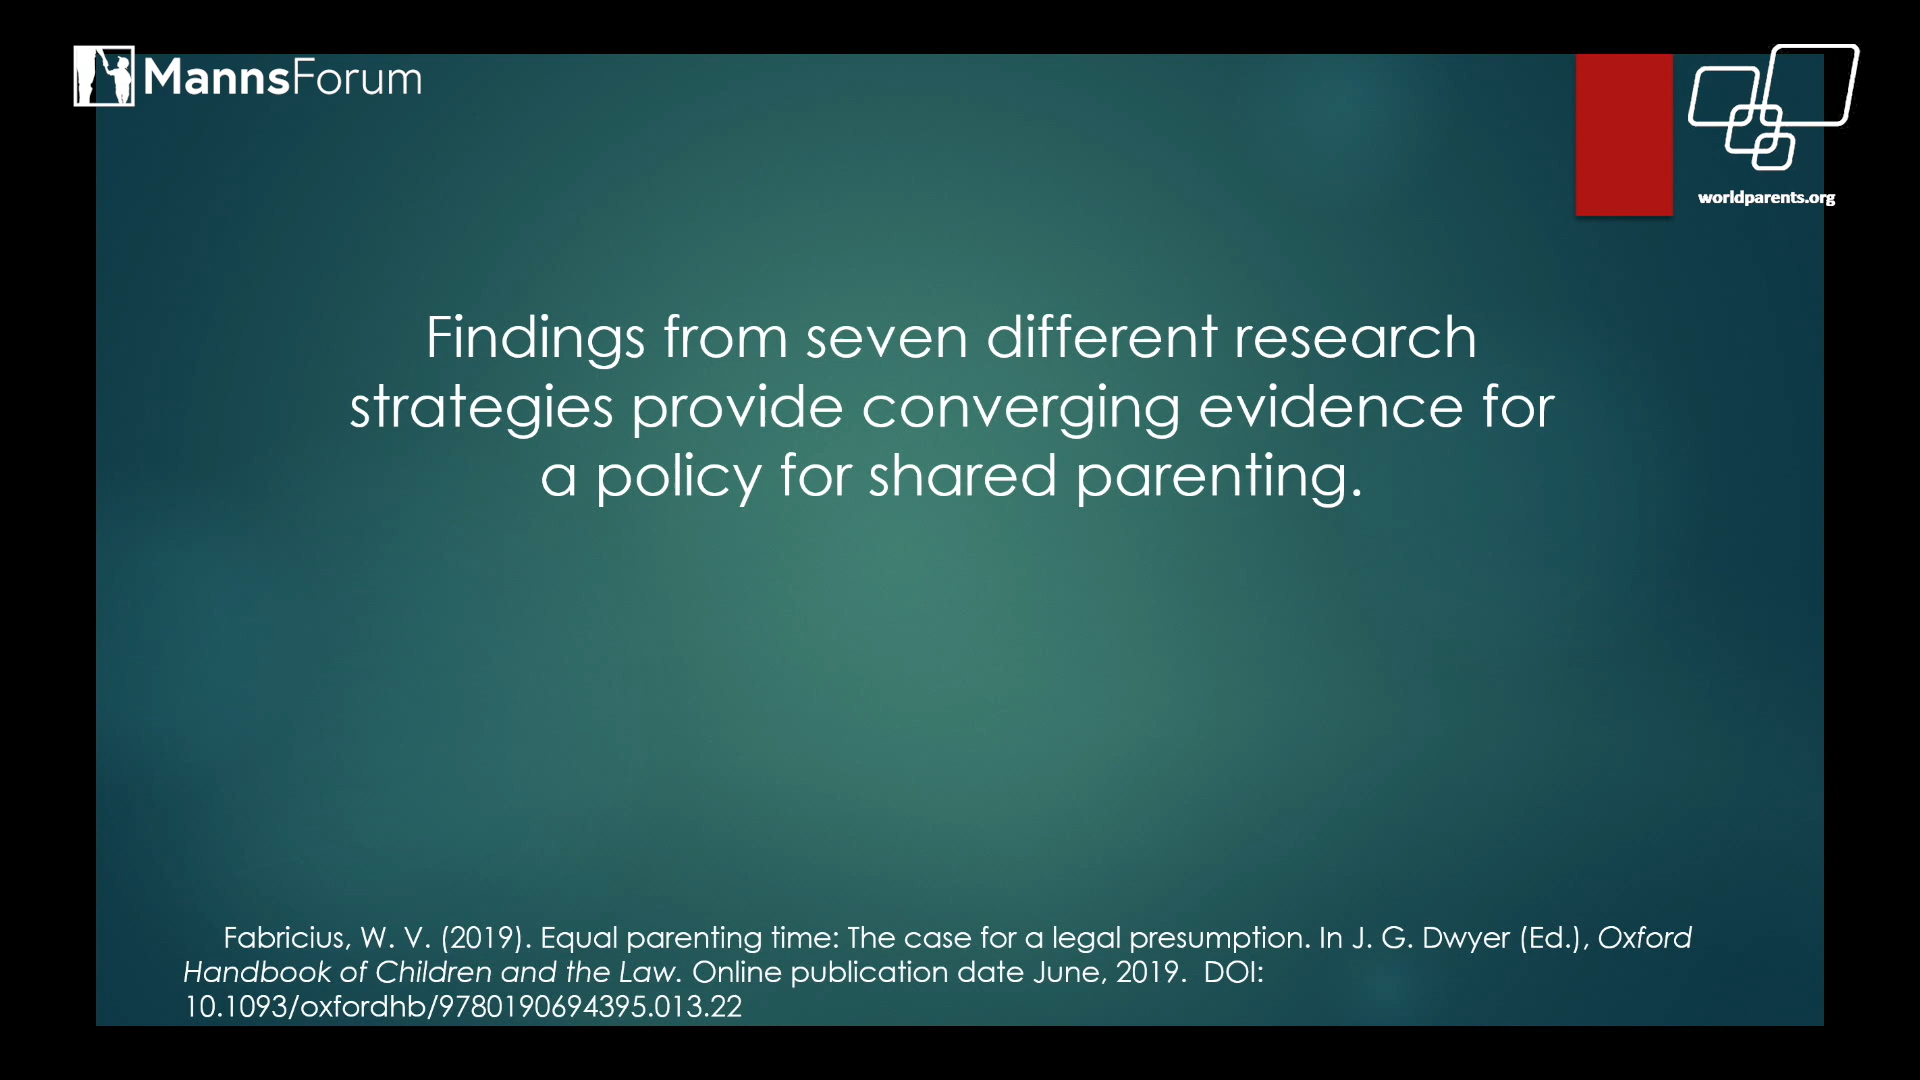 MannsForum
worldparents.org
Findings from seven different research
strategies provide converging evidence for
a policy for shared parenting.
Fabricius, W. V. (2019). Equal parenting time: The case for a legal presumption. In J. G. Dwyer (Ed.), Oxford
Handbook of Children and the Law. Online publication date June, 2019.  DOI:
10.1093/oxfordhb/9780190694395.013.22